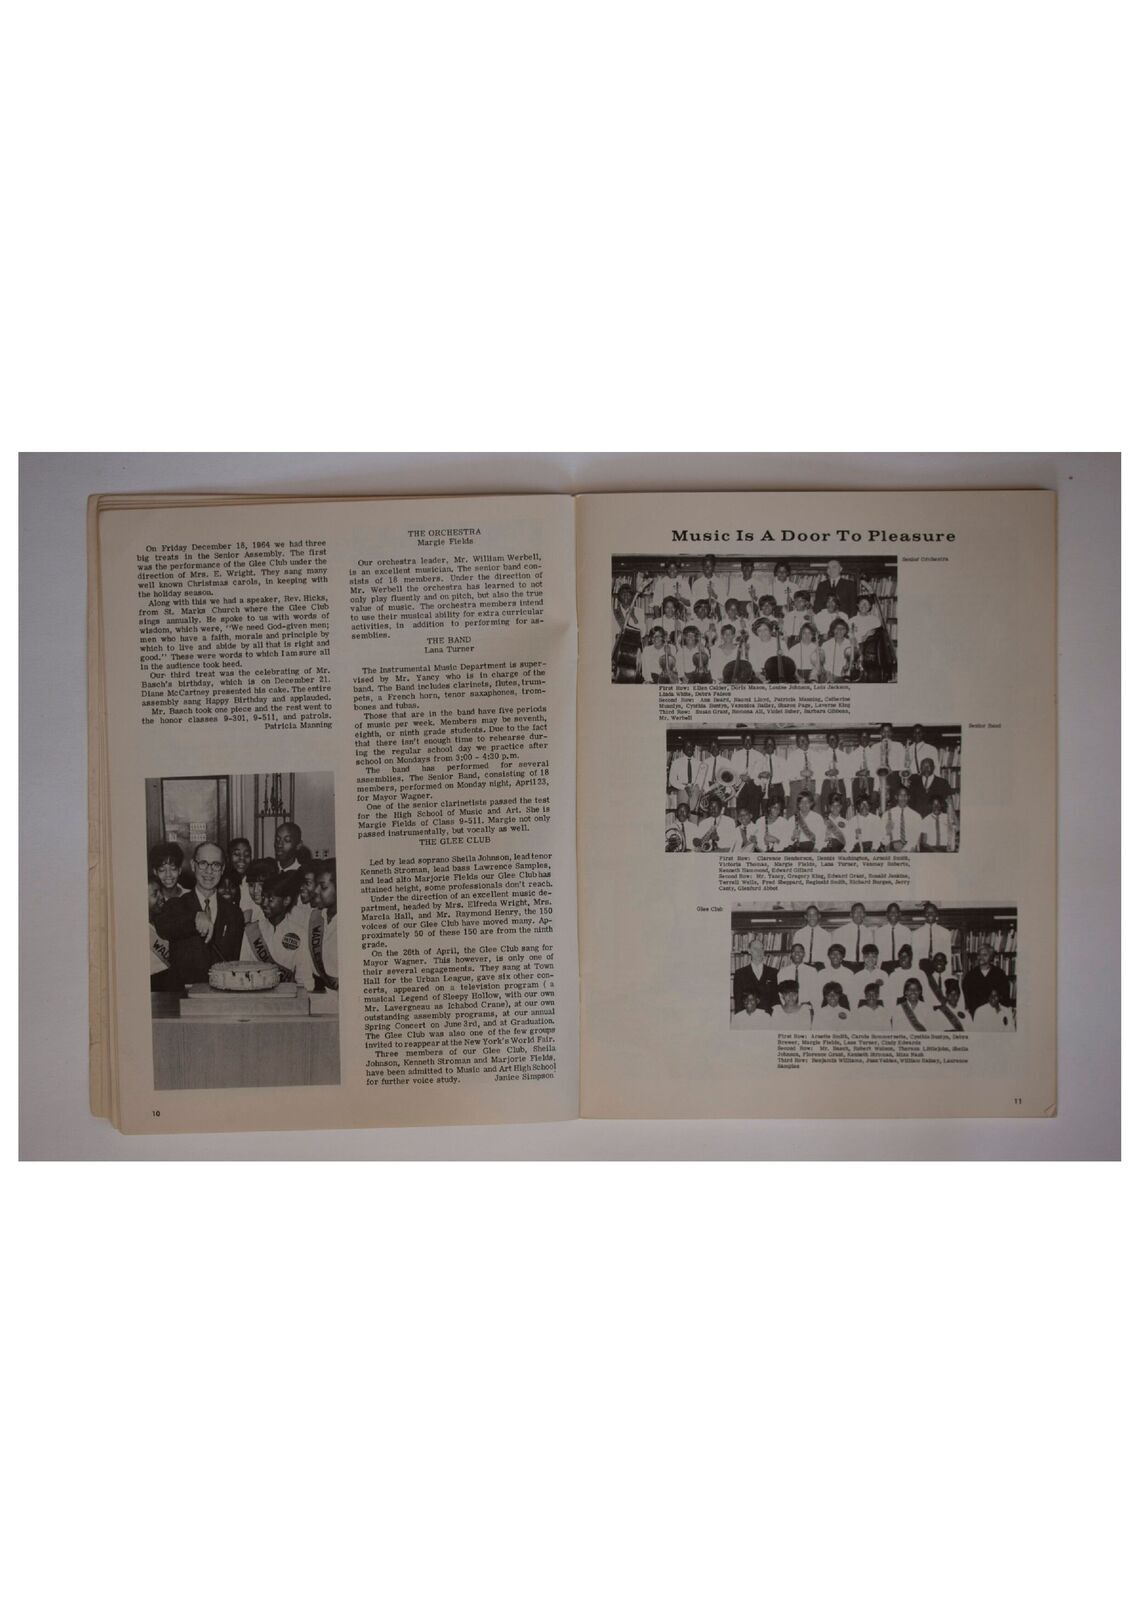 On Friday December 18, 1964 we had three
big treats in the Senior Assembly. The first
was the performance of the Glee Club under the
direction of Mrs. E. Wright. They sang many
well known Christmas carols, in keeping with
the holiday season.
Along with this we had a speaker, Rev. Hicks,
from St. Marks Church where the Glee Club
sings annually. He spoke to us with words of
wisdom, which were, "We need God-given men;
men who have a faith, morale and principle by
which to live and abide by all that is right and
good." These were words to which I am sure all
in the audience took heed.
Our third treat was the celebrating of Mr.
Basch's birthday, which is on December 21.
Diane McCartney presented his cake. The entire
assembly sang Happy Birthday and applauded.
Mr. Basch took one piece and the rest went to
the honor classes 9-301, 9-511, and patrols.
Patricia Manning
10
THE ORCHESTRA
Margie Fields
Our orchestra leader, Mr. William Werbell,
is an excellent musician. The senior band con-
sists of 18 members. Under the direction of
Mr. Werbell the orchestra has learned to not
only play fluently and on pitch, but also the true
value of music. The orchestra members intend
to use their musical ability for extra curricular
activities, in addition to performing for as-
semblies.
THE BAND
Lana Turner
The Instrumental Music Department is super-
vised by Mr. Yancy who is in charge of the
band. The Band includes clarinets, flutes, trum-
pets, a French horn, tenor saxaphones, trom-
bones and tubas.
Those that are in the band have five periods
of music per week. Members may be seventh,
eighth, or ninth grade students. Due to the fact
that there isn't enough time to rehearse dur-
ing the regular school day we practice after
school on Mondays from 3:00 - 4:30 p.m.
The band has performed for several
assemblies. The Senior Band, consisting of 18
members, performed on Monday night, April 23,
for Mayor Wagner.
One of the senior clarinetists passed the test
for the High School of Music and Art. She is
Margie Fields of Class 9-511. Margie not only
passed instrumentally, but vocally as well.
THE GLEE CLUB
Led by lead soprano Sheila Johnson, lead tenor
Kenneth Stroman, lead bass Lawrence Samples,
and lead alto Marjorie Fields our Glee Club has
attained height, some professionals don't reach.
Under the direction of an excellent music de-
partment, headed by Mrs. Elfreda Wright, Mrs.
Marcia Hall, and Mr. Raymond Henry, the 150
voices of our Glee Club have moved many. Ap-
proximately 50 of these 150 are from the ninth
grade.
On the 26th of April, the Glee Club sang for
Mayor Wagner. This however, is only one of
their several engagements. They sang at Town
Hall for the Urban League, gave six other con-
certs, appeared on a television program ( a
musical Legend of Sleepy Hollow, with our own
Mr. Lavergneau as Ichabod Crane), at our own
outstanding assembly programs, at our annual
Spring Concert on June 3rd, and at Graduation.
The Glee Club was also one of the few groups
invited to reappear at the New York's World Fair.
Three members of our Glee Club, Sheila
Johnson, Kenneth Stroman and Marjorie Fields,
have been admitted to Music and Art High School
for further voice study. Janice Simpson
Music Is A Door To Pleasure
Senior Orchestra
First Row: Ellen Calder, Doris Mason, Louise Johnson, Lois Jackson,
Linda White, Debra Faison
Second Row: Ann Beard, Naomi Lloyd, Patricia Manning, Catherine
Munolyn, Cynthia Bustyn, Veronica Bailey, Sharon Page, Laverne King
Third Row: Susan Grant, Romona Ali, Violet Suber, Barbara Gibbons,
Mr. Werbell
Senior Band
First Row: Clarence Henderson, Dennis Washington, Arnold Smith,
Victoria Thomas, Margie Fields, Lana Turner, Roberts,
Kenneth Hammond, Edward Gilliard
Second Row: Mr. Yancy, Gregory King, Edward Grant, Ronald Jenkins,
Terrell Wells, Fred Sheppard, Reginald Smith, Richard Burgen, Jerry
Canty, Glenford Abbot
Glee Club
First Row: Arnette Smith, Carole Sommersette, Cynthia Bustyn, Debra
Brewer, Margie Fields, Lana Turner, Cindy Edwards
Second Row: Mr. Basch, Robert Watson, Theresa Littlejohn, Sheila
Johnson, Florence Grant, Kenneth Stroman, Miss Nash
Third Row: Benjamin Williams, Juan Valdes, William Halsey, Laurence
Samples
11